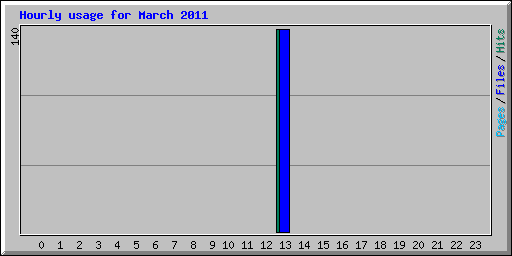 Hourly usage for March 2011
140
Pages/Files/Hits
0 1 2 3 4 5 6 7 8 9 10 11 12 13 14 15 16 17 18 19 20 21 22 23